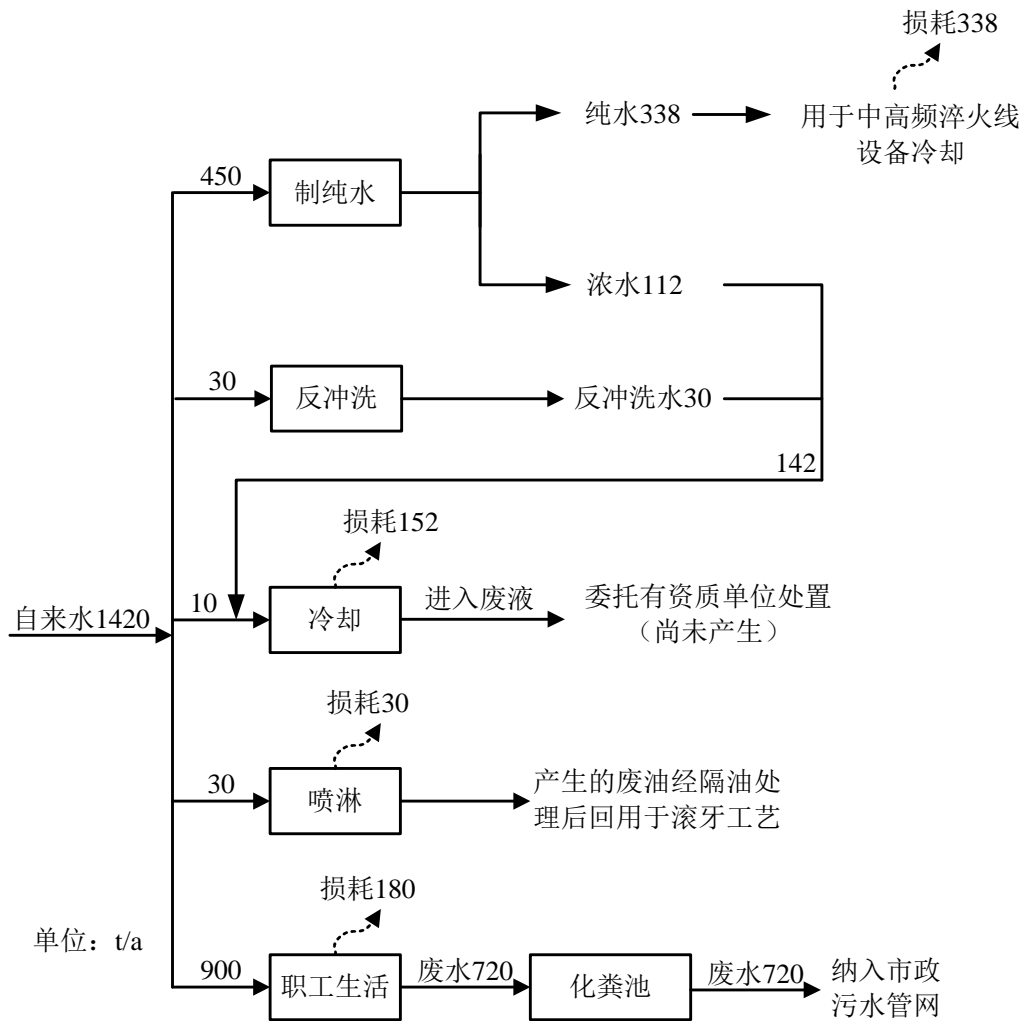 损耗338
纯水338
用于中高频淬火线
设备冷却
450
制纯水
浓水112
30
反冲洗
反冲洗水30
142
损耗152
自来水1420
10
冷却
进入废液
委托有资质单位处置
（尚未产生）
损耗30
30
喷淋
产生的废油经隔油处
理后回用于滚牙工艺
损耗180
单位：t/a
900
职工生活
废水720
化粪池
废水720
纳入市政
污水管网